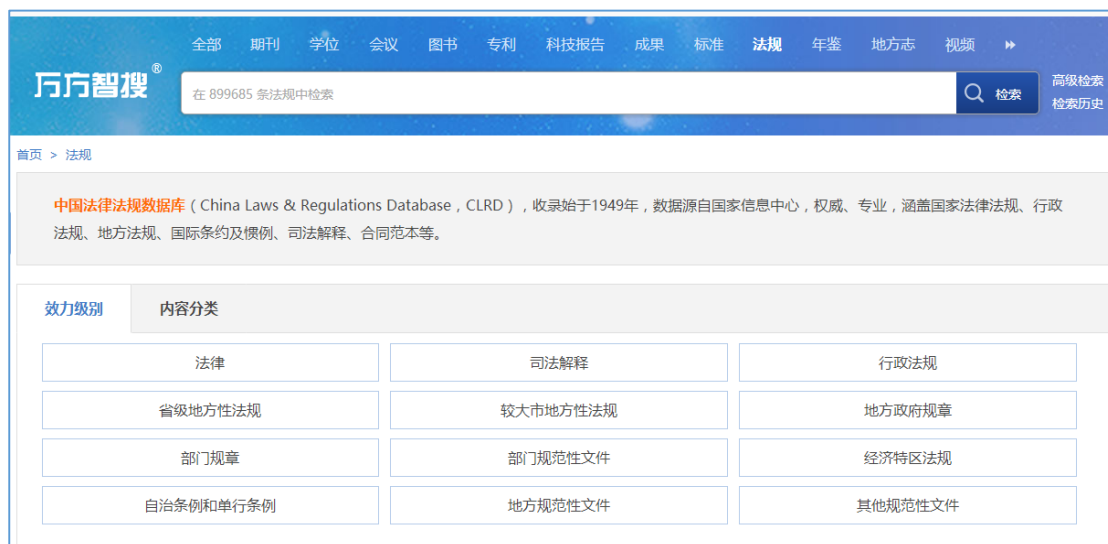 全部 期刊 学位 会议 图书 专利 科技报告 成果 标准 法规 年鉴 地方志 视频
万方智搜®
在 899685 条法规中检索
检索
高级检索
检索历史
首页 > 法规
中国法律法规数据库（China Laws & Regulations Database，CLRD），收录始于1949年，数据源自国家信息中心，权威、专业，涵盖国家法律法规、行政
法规、地方法规、国际条约及惯例、司法解释、合同范本等。
效力级别 内容分类
法律 司法解释 行政法规
省级地方性法规 较大市地方性法规 地方政府规章
部门规章 部门规范性文件 经济特区法规
自治条例和单行条例 地方规范性文件 其他规范性文件